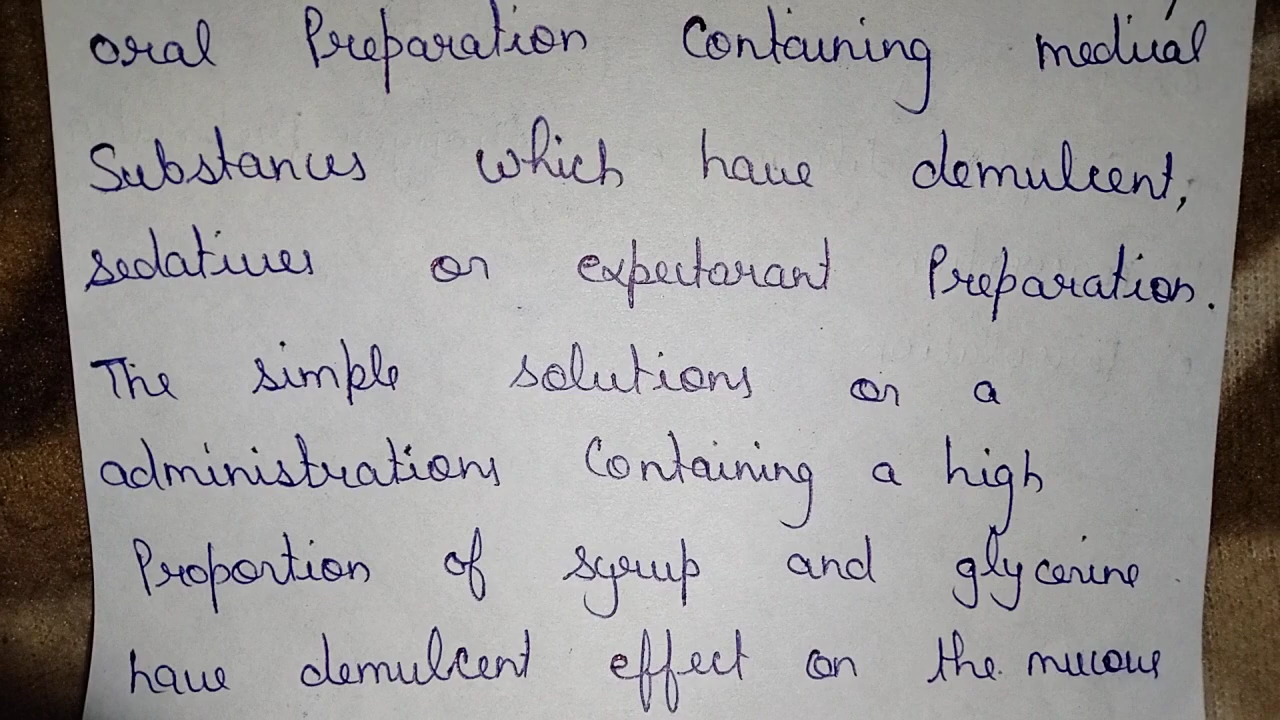 oral Preparation Containing medical
Substances which have demulcent,
sedatives or expectorant Preparation.
The simple solutions or a
administrations Containing a high
Proportion of syrup and glycerine
have demulcent effect on the mucous